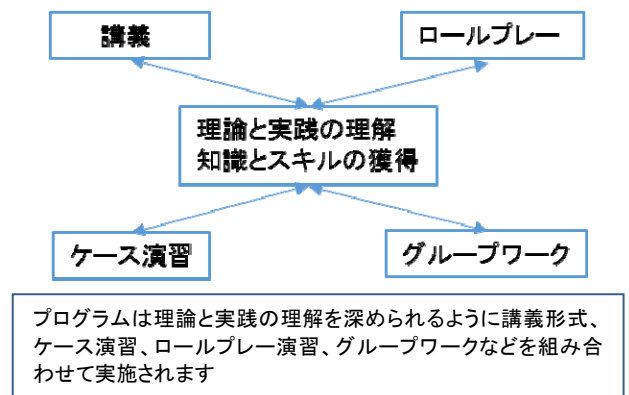 講義
ロールプレー
理論と実践の理解
知識とスキルの獲得
ケース演習
グループワーク
プログラムは理論と実践の理解を深められるように講義形式、
ケース演習、ロールプレー演習、グループワークなどを組み合
わせて実施されます